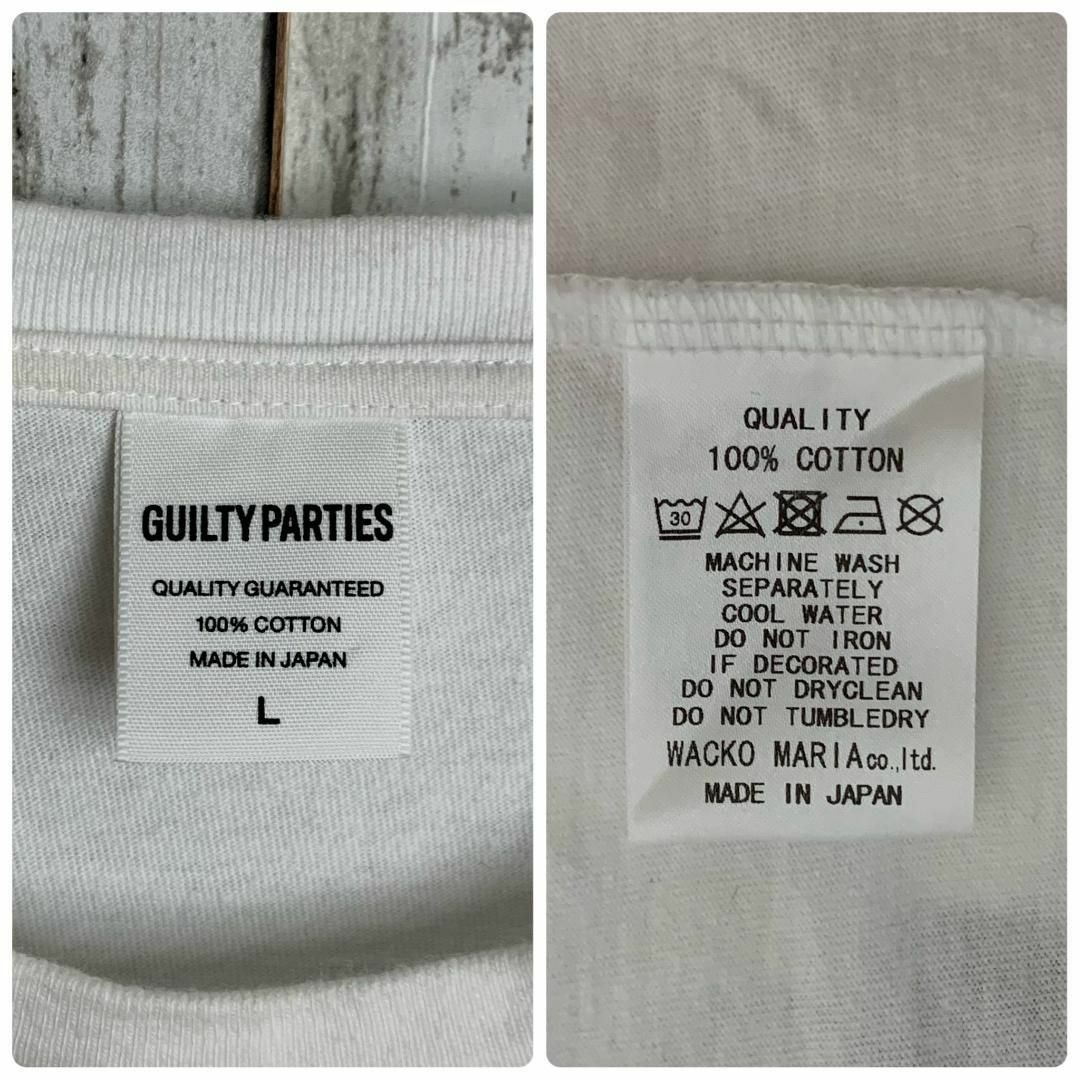 GUILTY PARTIES
QUALITY GUARANTEED
100% COTTON
MADE IN JAPAN
L
QUALITY
100% COTTON
30
MACHINE WASH
SEPARATELY
COOL WATER
DO NOT IRON
IF DECORATED
DO NOT DRYCLEAN
DO NOT TUMBLEDRY
WACKO MARIA co.,ltd.
MADE IN JAPAN